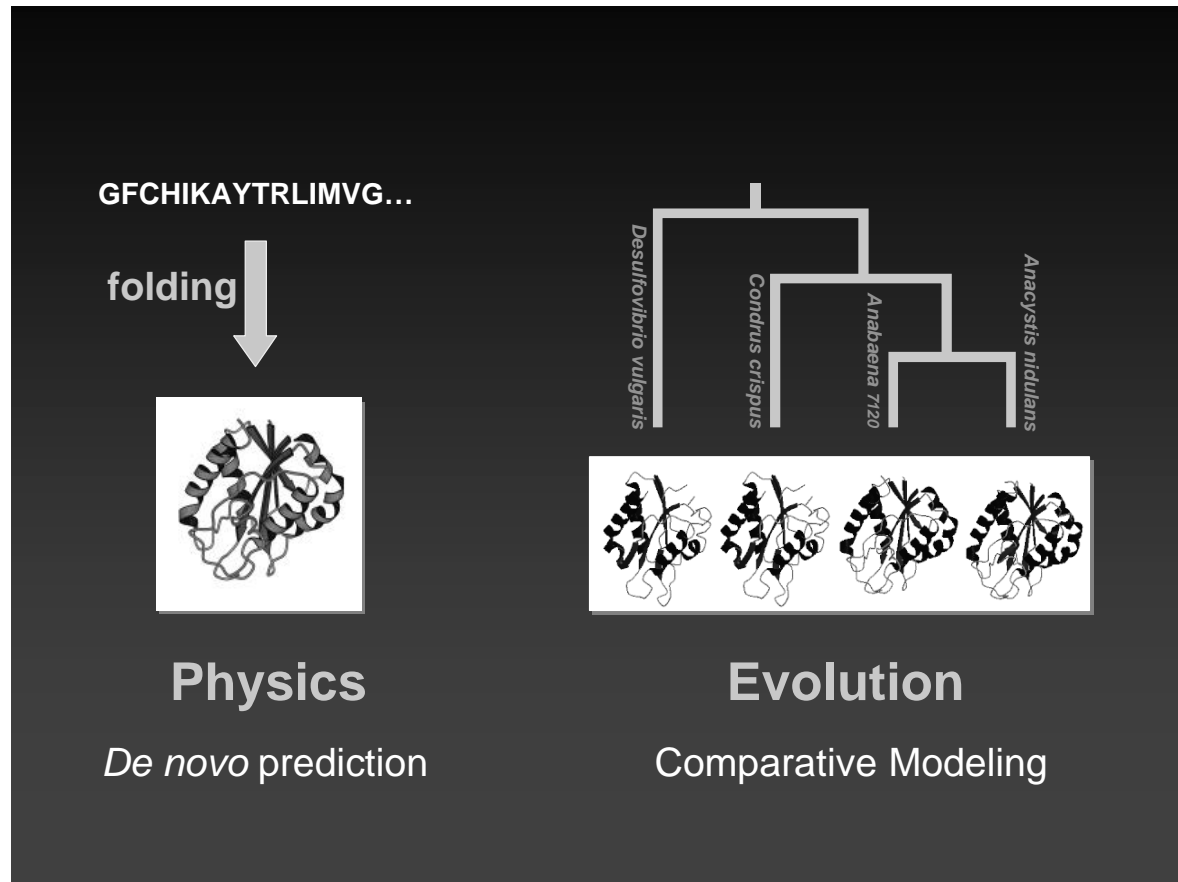 GFCHIKAYTRLIMVG…
folding
Physics
De novo prediction
Desulfovibrio vulgaris
Condrus crispus
Anabaena 7120
Anacystis nidulans
Evolution
Comparative Modeling